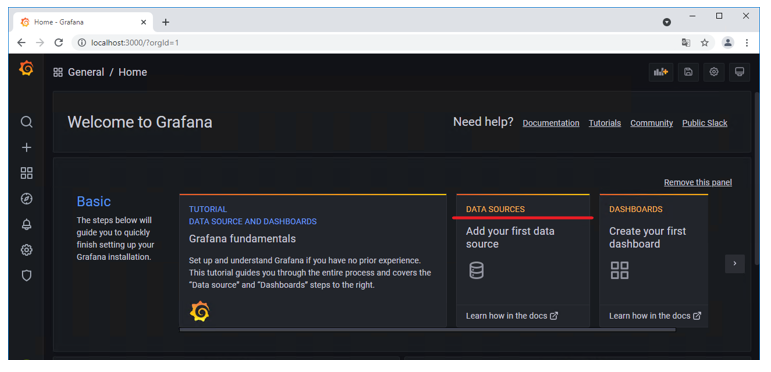 Home - Grafana
localhost:3000/?orgId=1
General / Home
Welcome to Grafana
Need help?
Documentation
Tutorials
Community
Public Slack
Remove this panel
Basic
The steps below will
guide you to quickly
finish setting up your
Grafana installation.
TUTORIAL
DATA SOURCE AND DASHBOARDS
Grafana fundamentals
Set up and understand Grafana if you have no prior experience.
This tutorial guides you through the entire process and covers the
"Data source" and "Dashboards" steps to the right.
DATA SOURCES
Add your first data
source
Learn how in the docs
DASHBOARDS
Create your first
dashboard
Learn how in the docs